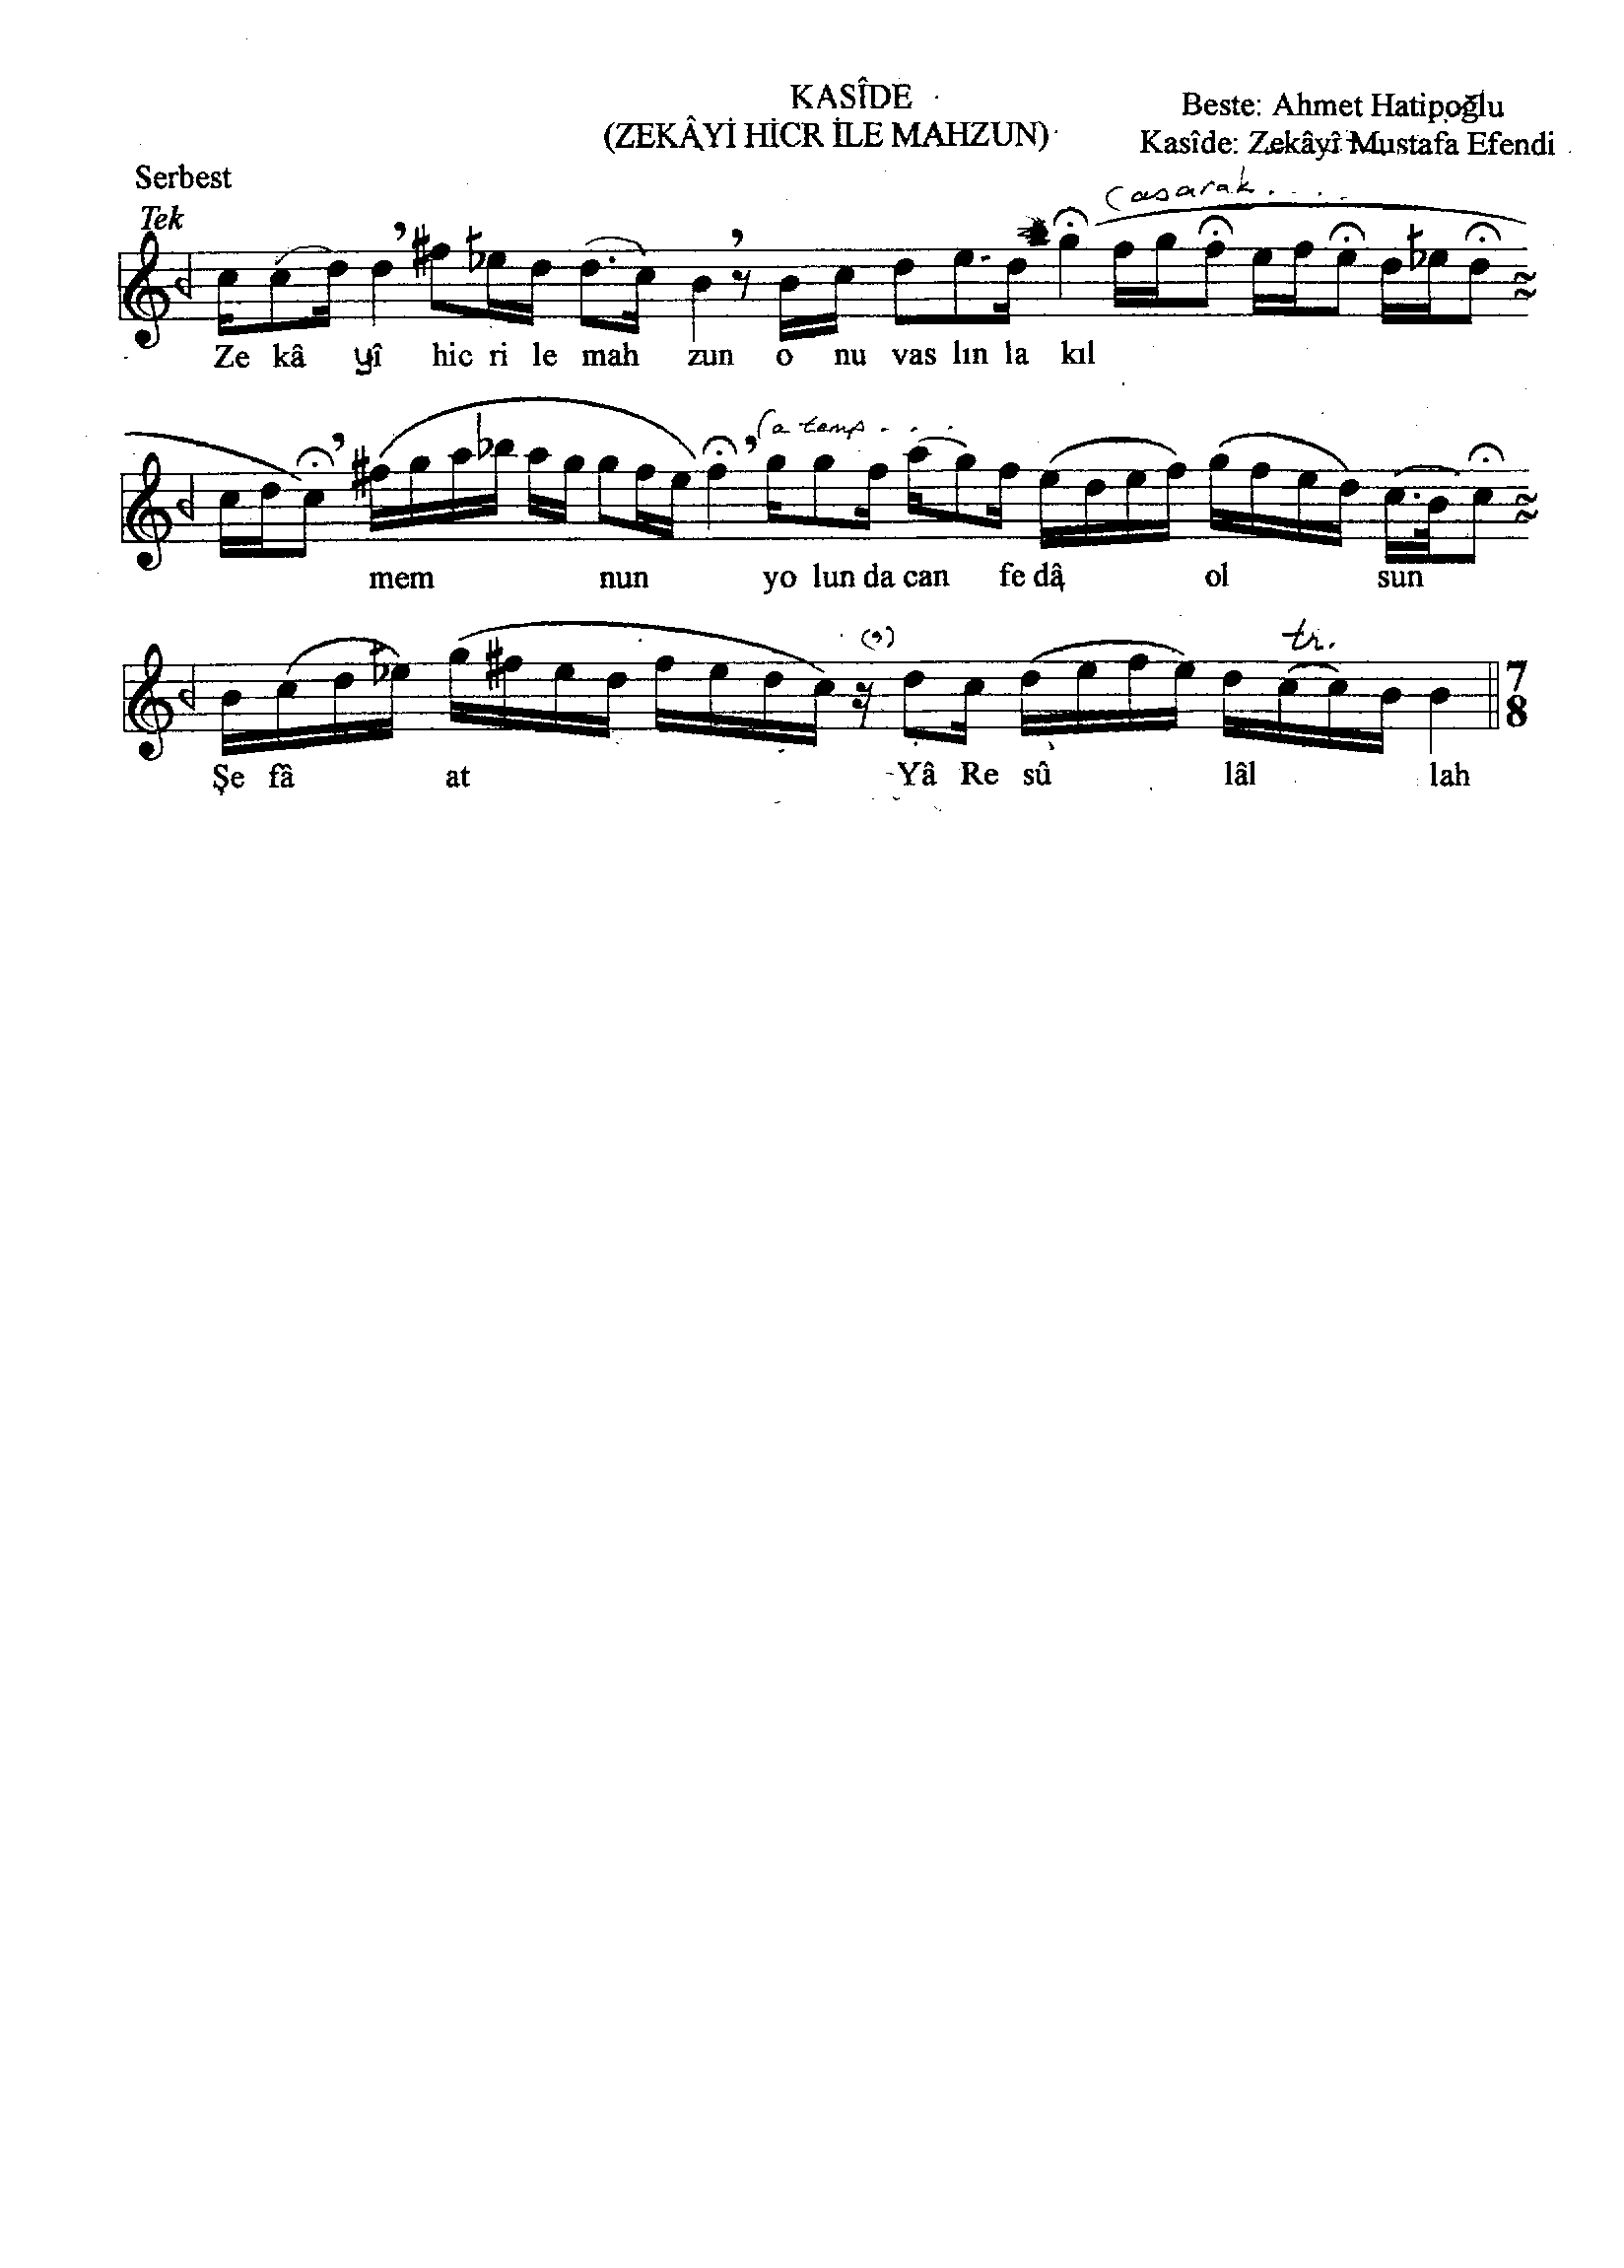 KASÎDE
(ZEKÂYİ HİCR İLE MAHZUN)
Beste: Ahmet Hatipoğlu
Kasîde: Zekâyî Mustafa Efendi
Serbest
Tek
Ze kâ yî hic ri le mah zun o nu vas lın la kıl
(a temp . . .
mem nun yo lun da can fe dâ ol sun
(,)
tr.
7
8
Şe fâ at Yâ Re sû lâl lah